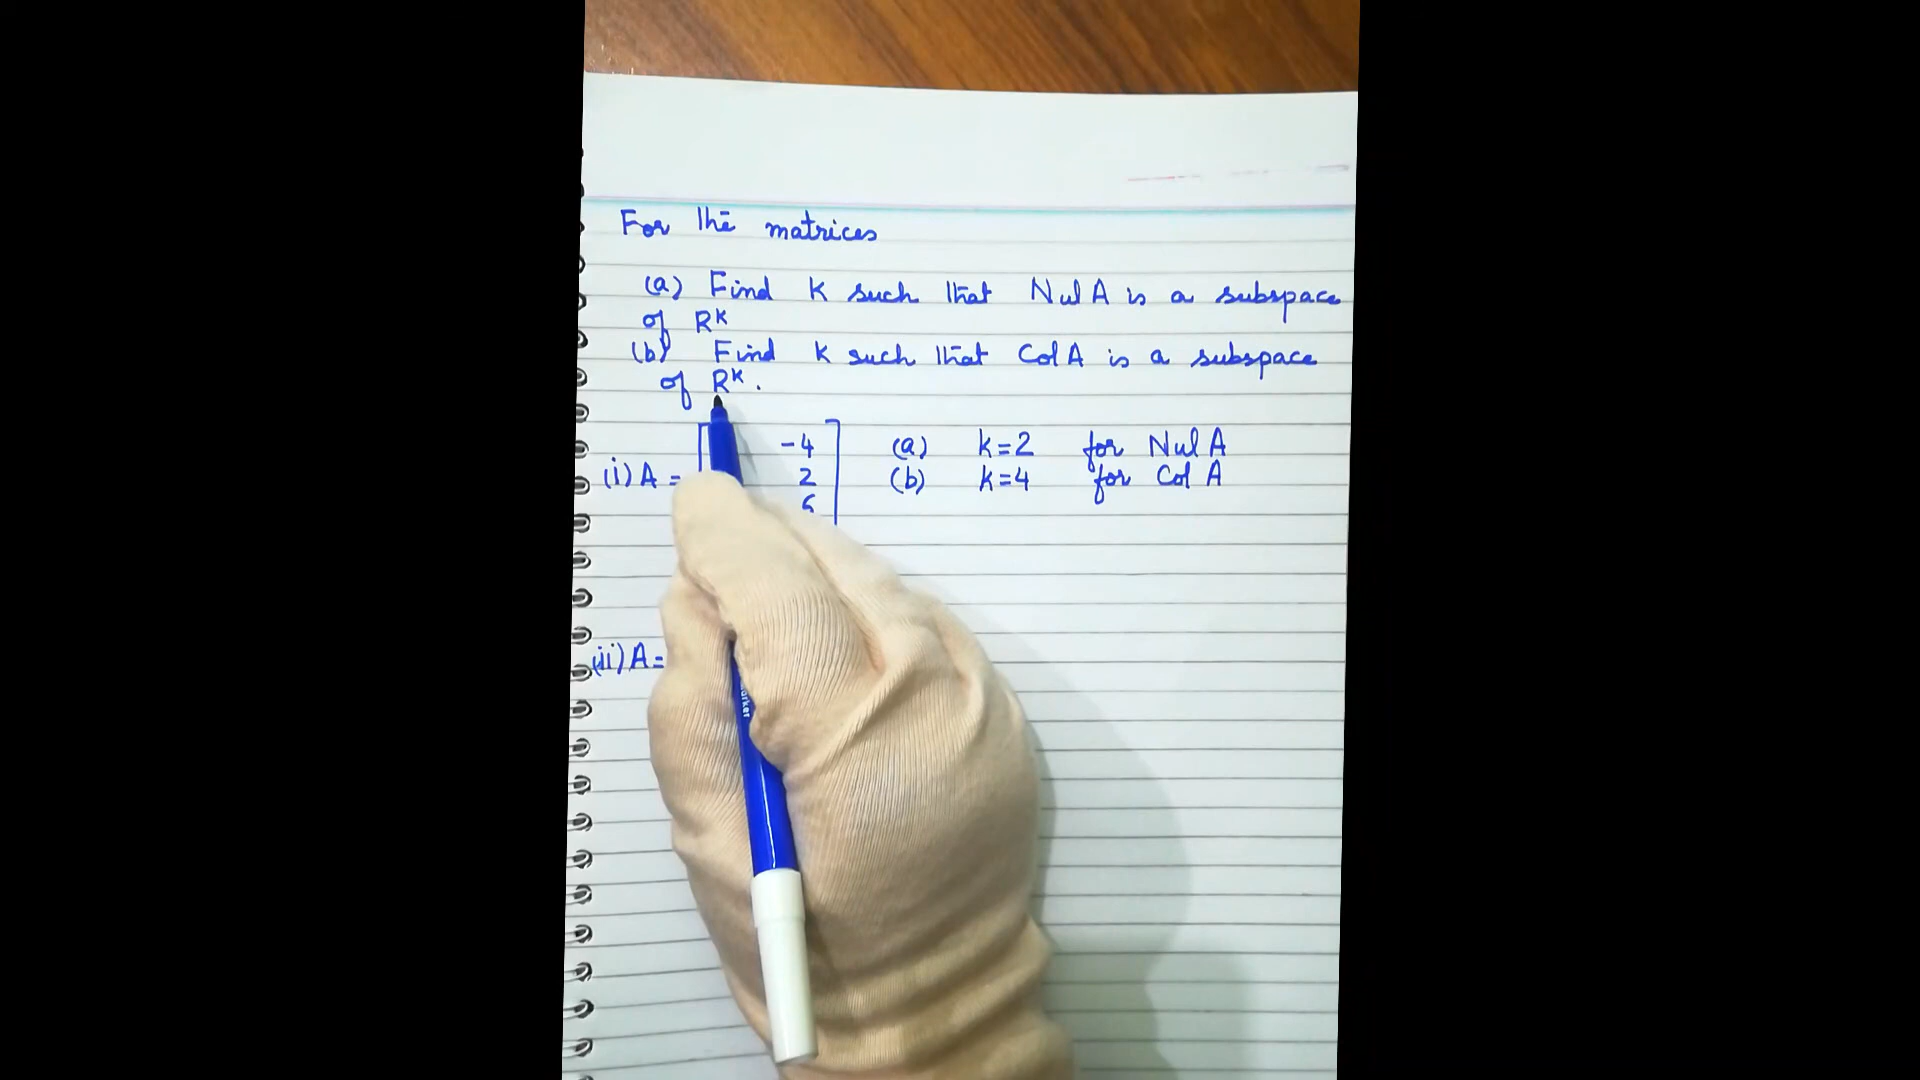 For the matrices
(a) Find K such that Nul A is a subspace
of R^K
(b) Find K such that Col A is a subspace
of R^K.
-4 (a) k=2 for Nul A
(i) A = 2 (b) k=4 for Col A
6
(ii) A =